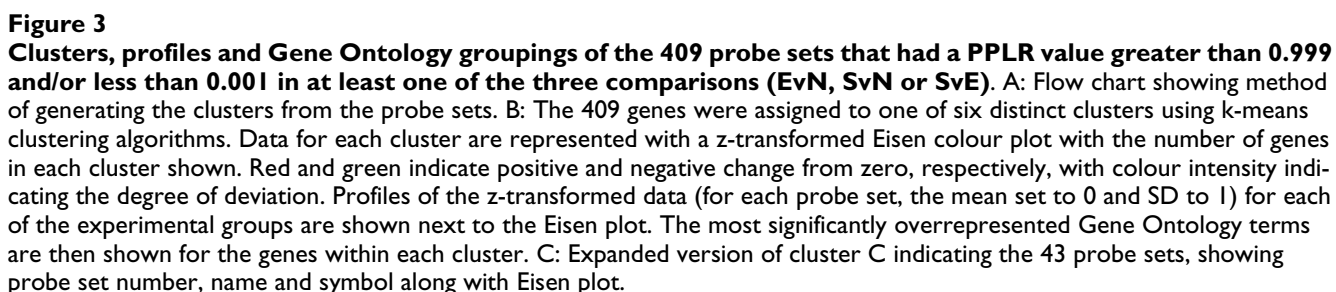 Figure 3
Clusters, profiles and Gene Ontology groupings of the 409 probe sets that had a PPLR value greater than 0.999
and/or less than 0.001 in at least one of the three comparisons (EvN, SvN or SvE). A: Flow chart showing method
of generating the clusters from the probe sets. B: The 409 genes were assigned to one of six distinct clusters using k-means
clustering algorithms. Data for each cluster are represented with a z-transformed Eisen colour plot with the number of genes
in each cluster shown. Red and green indicate positive and negative change from zero, respectively, with colour intensity indi-
cating the degree of deviation. Profiles of the z-transformed data (for each probe set, the mean set to 0 and SD to 1) for each
of the experimental groups are shown next to the Eisen plot. The most significantly overrepresented Gene Ontology terms
are then shown for the genes within each cluster. C: Expanded version of cluster C indicating the 43 probe sets, showing
probe set number, name and symbol along with Eisen plot.